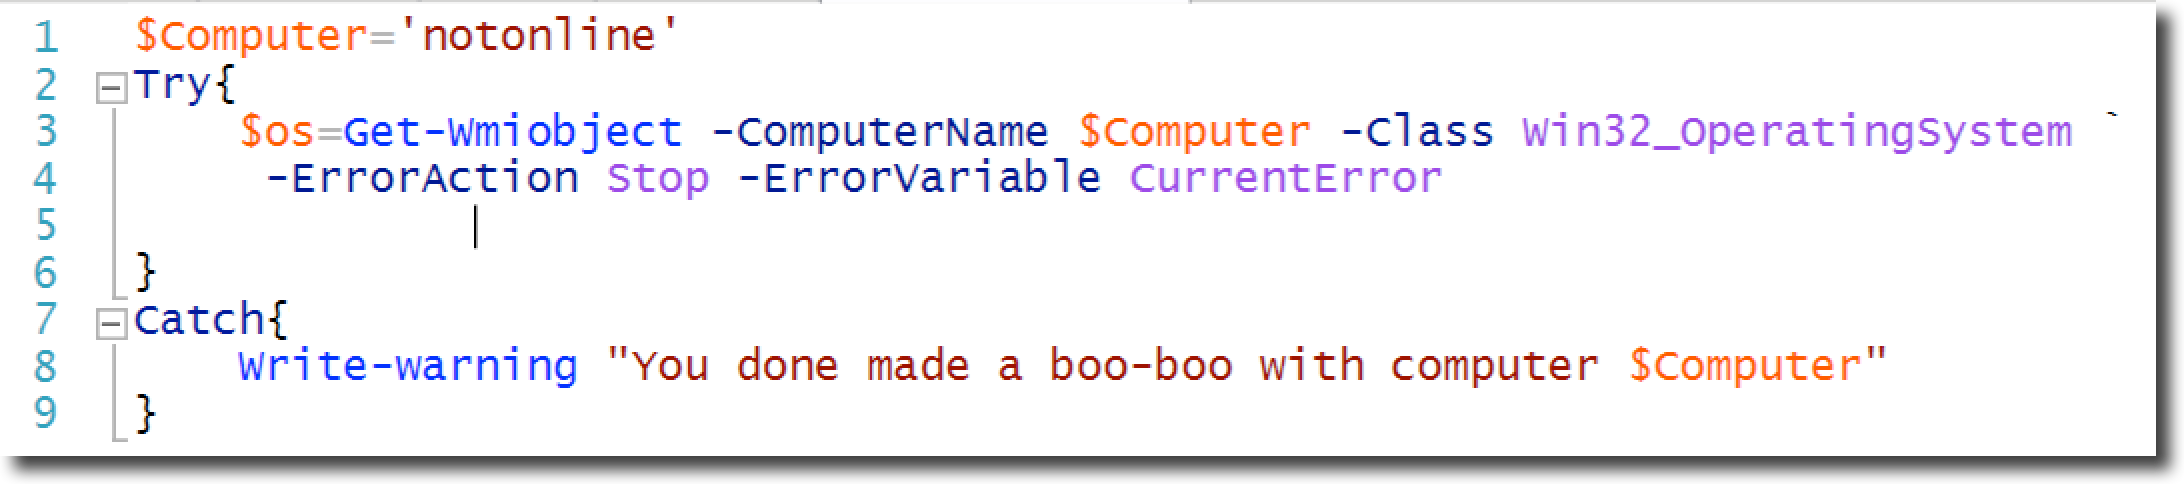 1 $Computer='notonline'
2 Try{
3 $os=Get-Wmiobject -ComputerName $Computer -Class Win32_OperatingSystem `
4 -ErrorAction Stop -ErrorVariable CurrentError
5
6 }
7 Catch{
8 Write-warning "You done made a boo-boo with computer $Computer"
9 }